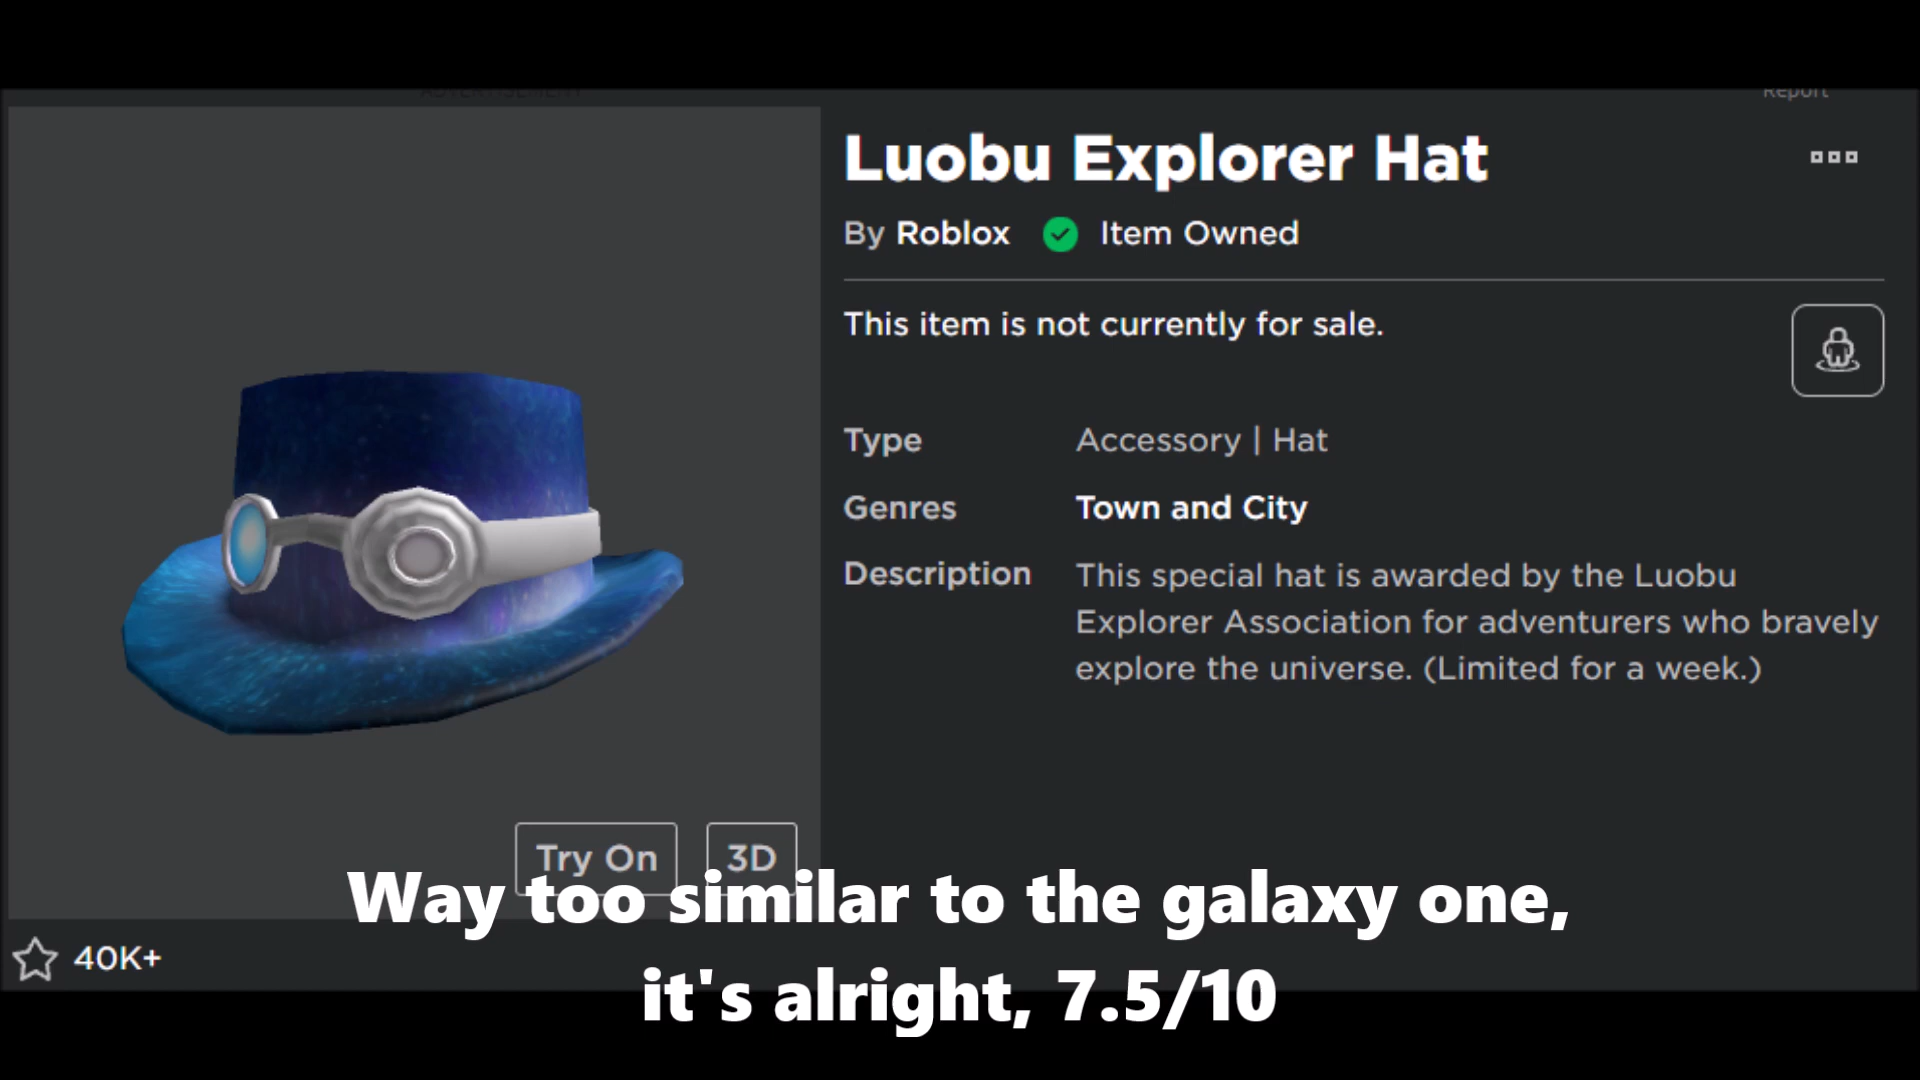 ADVERTISEMENT
Report
Luobu Explorer Hat
By Roblox Item Owned
This item is not currently for sale.
Type Accessory | Hat
Genres Town and City
Description This special hat is awarded by the Luobu
Explorer Association for adventurers who bravely
explore the universe. (Limited for a week.)
Try On 3D
Way too similar to the galaxy one,
40K+
it's alright, 7.5/10